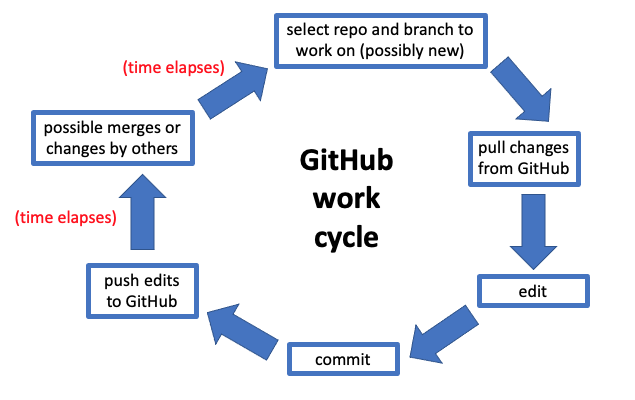 select repo and branch to
work on (possibly new)
(time elapses)
possible merges or
changes by others
pull changes
from GitHub
GitHub
work
cycle
(time elapses)
push edits
to GitHub
edit
commit